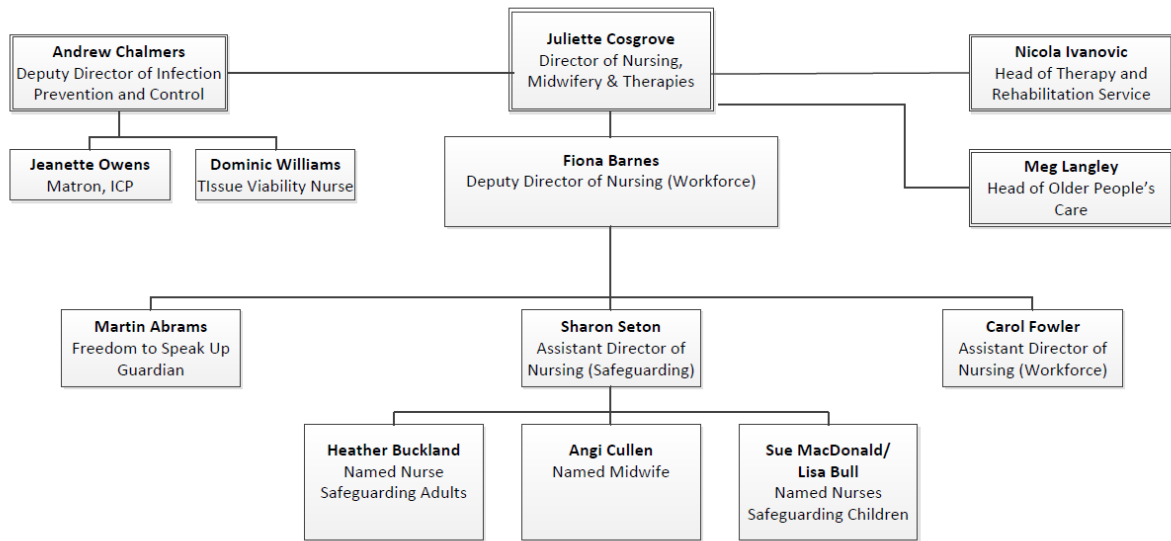 Andrew Chalmers
Deputy Director of Infection
Prevention and Control
Juliette Cosgrove
Director of Nursing,
Midwifery & Therapies
Nicola Ivanovic
Head of Therapy and
Rehabilitation Service
Jeanette Owens
Matron, ICP
Dominic Williams
TIssue Viability Nurse
Fiona Barnes
Deputy Director of Nursing (Workforce)
Meg Langley
Head of Older People’s
Care
Martin Abrams
Freedom to Speak Up
Guardian
Sharon Seton
Assistant Director of
Nursing (Safeguarding)
Carol Fowler
Assistant Director of
Nursing (Workforce)
Heather Buckland
Named Nurse
Safeguarding Adults
Angi Cullen
Named Midwife
Sue MacDonald/
Lisa Bull
Named Nurses
Safeguarding Children